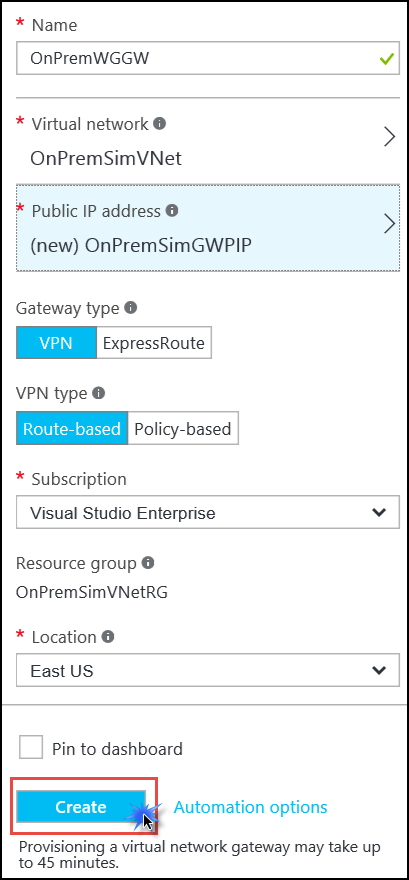 * Name
OnPremWGGW
* Virtual network
OnPremSimVNet
* Public IP address
(new) OnPremSimGWPIP
Gateway type
VPN ExpressRoute
VPN type
Route-based Policy-based
* Subscription
Visual Studio Enterprise
Resource group
OnPremSimVNetRG
* Location
East US
Pin to dashboard
Create Automation options
Provisioning a virtual network gateway may take up
to 45 minutes.